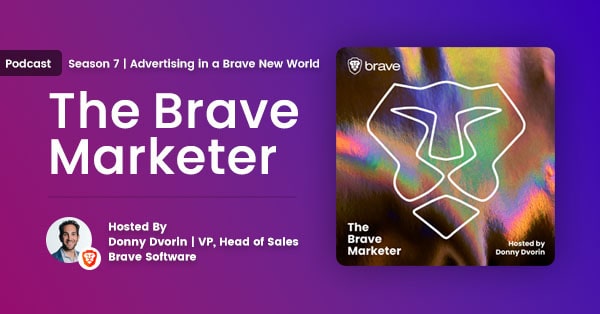 Podcast
Season 7 | Advertising in a Brave New World
The Brave
Marketer
Hosted By
Donny Dvorin | VP, Head of Sales
Brave Software
brave
The
Brave
Marketer
Hosted by
Donny Dvorin